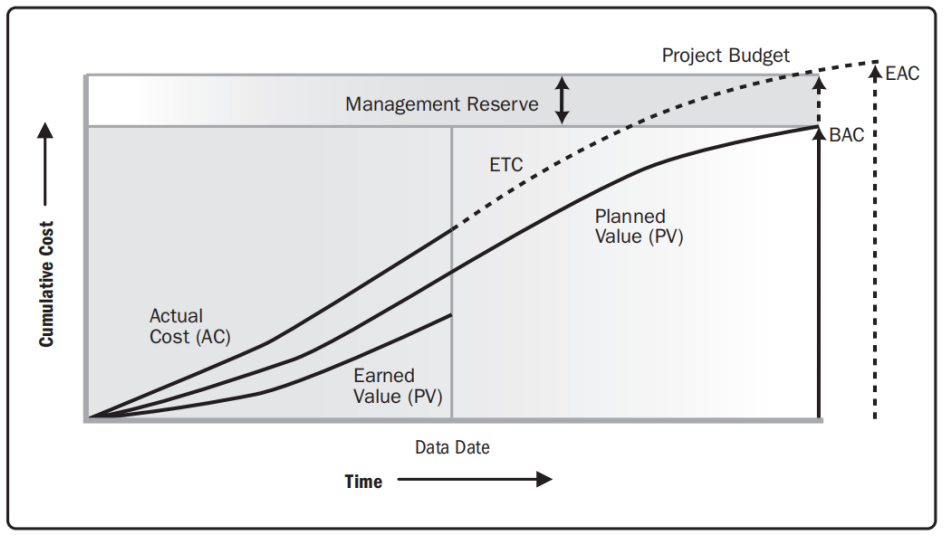 Project Budget
EAC
Management Reserve
BAC
ETC
Planned
Value (PV)
Cumulative Cost
Actual
Cost (AC)
Earned
Value (PV)
Data Date
Time